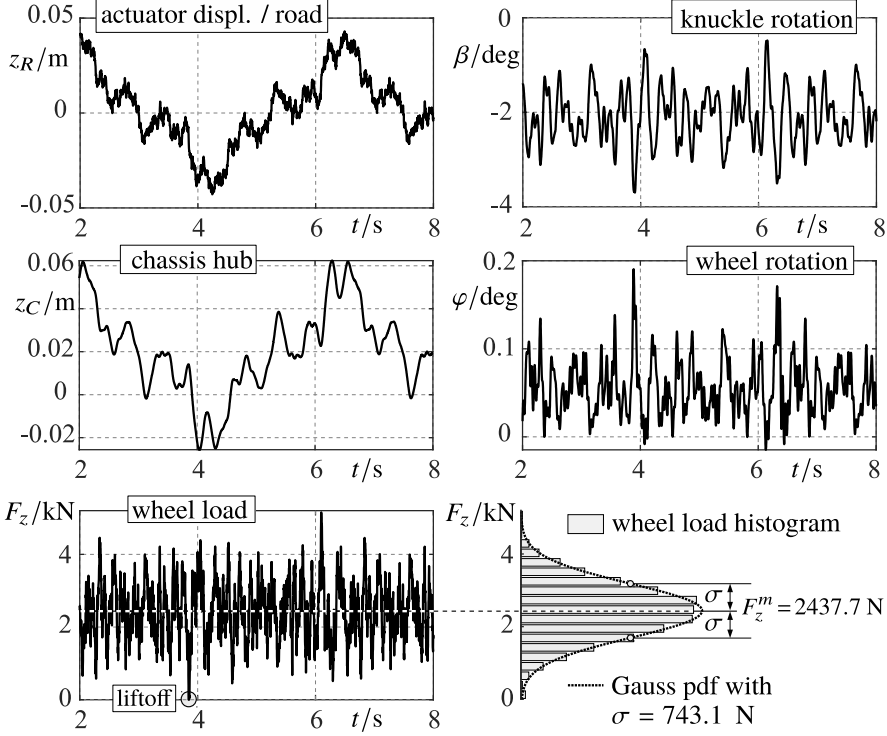 actuator displ. / road
0.05
z_R/m
0
-0.05
2 4 6 t/s 8
knuckle rotation
0
β/deg
-2
-4
2 4 6 t/s 8
chassis hub
0.06
z_C/m
0.02
0
-0.02
2 4 6 t/s 8
wheel rotation
0.2
φ/deg
0.1
0
2 4 6 t/s 8
F_z/kN
wheel load
4
2
0
liftoff
2 4 6 t/s 8
F_z/kN
wheel load histogram
4
σ
F_z^m = 2437.7 N
2
σ
0
Gauss pdf with
σ = 743.1 N